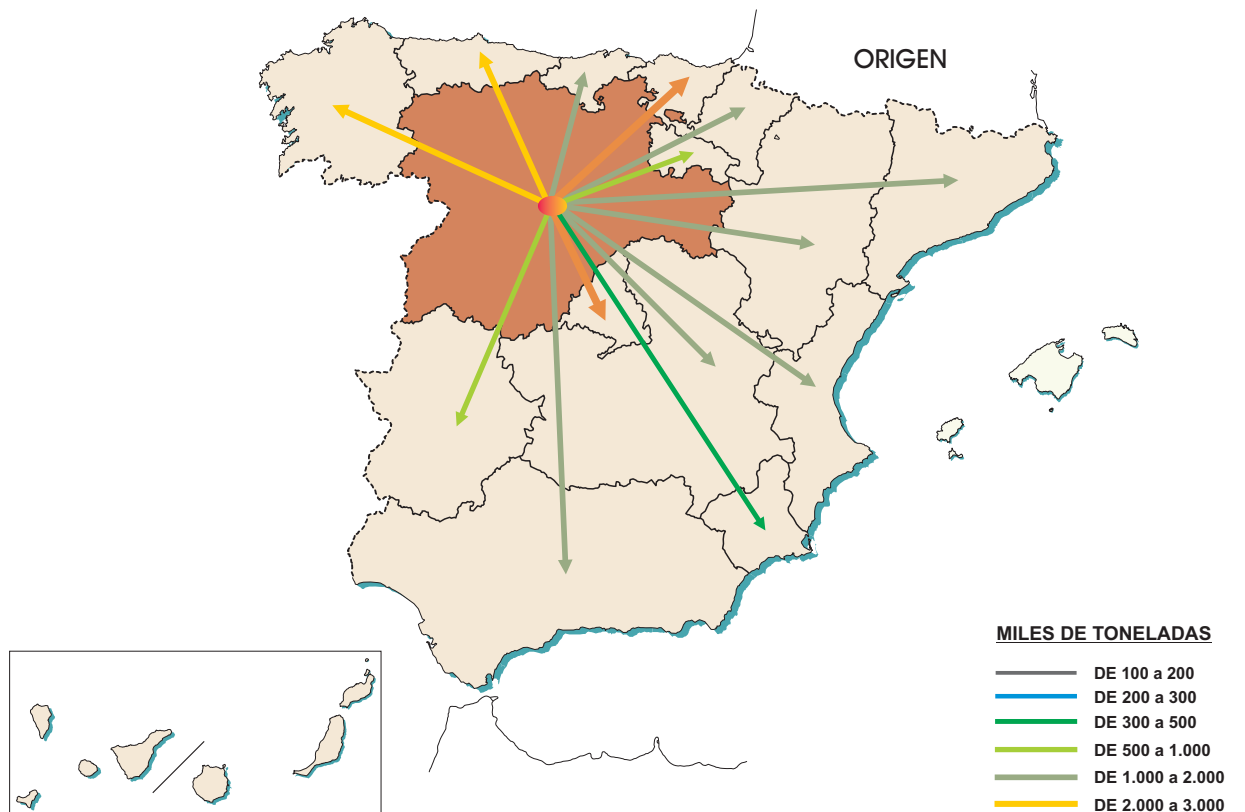 ORIGEN
MILES DE TONELADAS
DE 100 a 200
DE 200 a 300
DE 300 a 500
DE 500 a 1.000
DE 1.000 a 2.000
DE 2.000 a 3.000